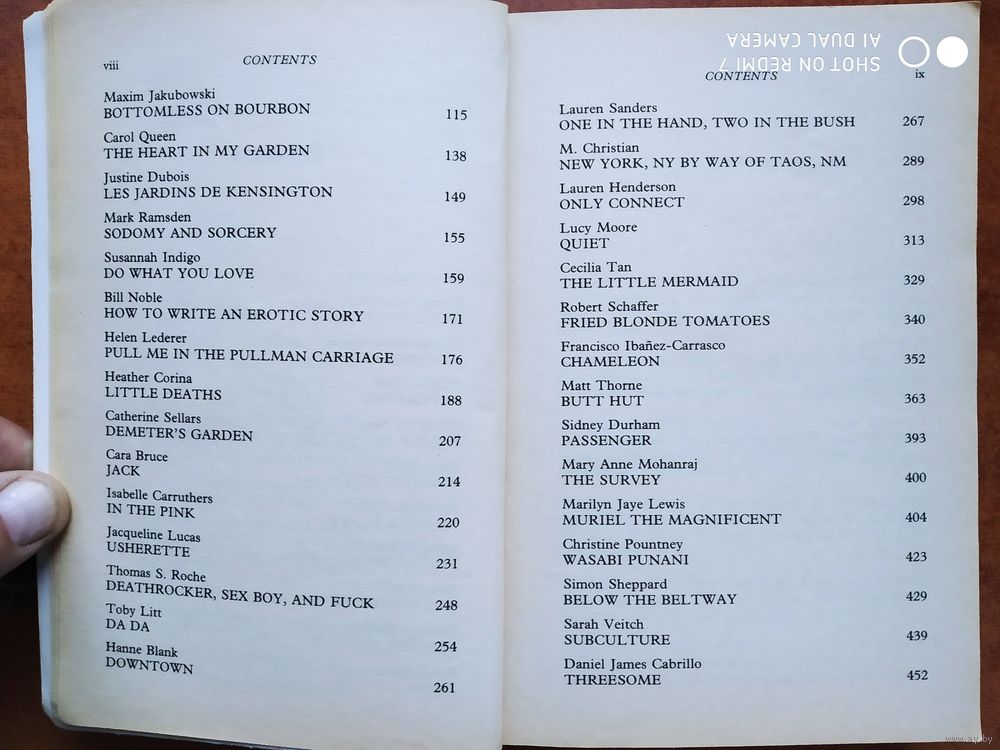 viii
CONTENTS
Maxim Jakubowski
BOTTOMLESS ON BOURBON 115
Carol Queen
THE HEART IN MY GARDEN 138
Justine Dubois
LES JARDINS DE KENSINGTON 149
Mark Ramsden
SODOMY AND SORCERY 155
Susannah Indigo
DO WHAT YOU LOVE 159
Bill Noble
HOW TO WRITE AN EROTIC STORY 171
Helen Lederer
PULL ME IN THE PULLMAN CARRIAGE 176
Heather Corina
LITTLE DEATHS 188
Catherine Sellars
DEMETER'S GARDEN 207
Cara Bruce
JACK 214
Isabelle Carruthers
IN THE PINK 220
Jacqueline Lucas
USHERETTE 231
Thomas S. Roche
DEATHROCKER, SEX BOY, AND FUCK 248
Toby Litt
DA DA 254
Hanne Blank
DOWNTOWN 261
SHOT ON REDMI 7
AI DUAL CAMERA
CONTENTS
ix
Lauren Sanders
ONE IN THE HAND, TWO IN THE BUSH 267
M. Christian
NEW YORK, NY BY WAY OF TAOS, NM 289
Lauren Henderson
ONLY CONNECT 298
Lucy Moore
QUIET 313
Cecilia Tan
THE LITTLE MERMAID 329
Robert Schaffer
FRIED BLONDE TOMATOES 340
Francisco Ibañez-Carrasco
CHAMELEON 352
Matt Thorne
BUTT HUT 363
Sidney Durham
PASSENGER 393
Mary Anne Mohanraj
THE SURVEY 400
Marilyn Jaye Lewis
MURIEL THE MAGNIFICENT 404
Christine Pountney
WASABI PUNANI 423
Simon Sheppard
BELOW THE BELTWAY 429
Sarah Veitch
SUBCULTURE 439
Daniel James Cabrillo
THREESOME 452
www.ay.by